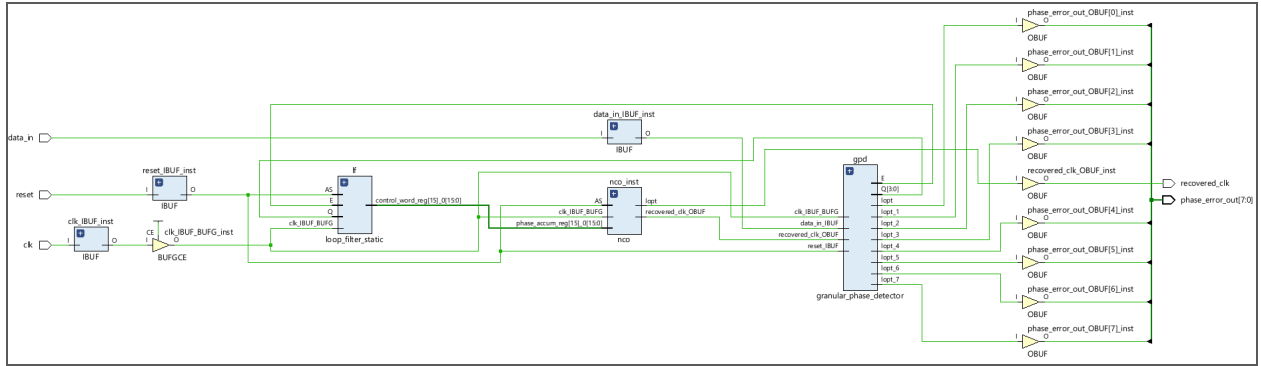 phase_error_out_OBUF[0]_inst
I
O
OBUF
phase_error_out_OBUF[1]_inst
I
O
OBUF
phase_error_out_OBUF[2]_inst
I
O
OBUF
data_in_IBUF_inst
data_in
I
O
IBUF
phase_error_out_OBUF[3]_inst
I
O
OBUF
reset_IBUF_inst
reset
I
O
IBUF
lf
AS
E
Q
clk_IBUF_BUFG
control_word_reg[15]_0[15:0]
loop_filter_static
nco_inst
AS
clk_IBUF_BUFG
phase_accum_reg[15]_0[15:0]
lopt
recovered_clk_OBUF
nco
gpd
clk_IBUF_BUFG
data_in_IBUF
recovered_clk_OBUF
reset_IBUF
E
Q[3:0]
lopt
lopt_1
lopt_2
lopt_3
lopt_4
lopt_5
lopt_6
lopt_7
granular_phase_detector
recovered_clk_OBUF_inst
I
O
OBUF
recovered_clk
phase_error_out[7:0]
clk_IBUF_inst
clk
I
O
IBUF
clk_IBUF_BUFG_inst
CE
I
O
BUFGCE
phase_error_out_OBUF[4]_inst
I
O
OBUF
phase_error_out_OBUF[5]_inst
I
O
OBUF
phase_error_out_OBUF[6]_inst
I
O
OBUF
phase_error_out_OBUF[7]_inst
I
O
OBUF